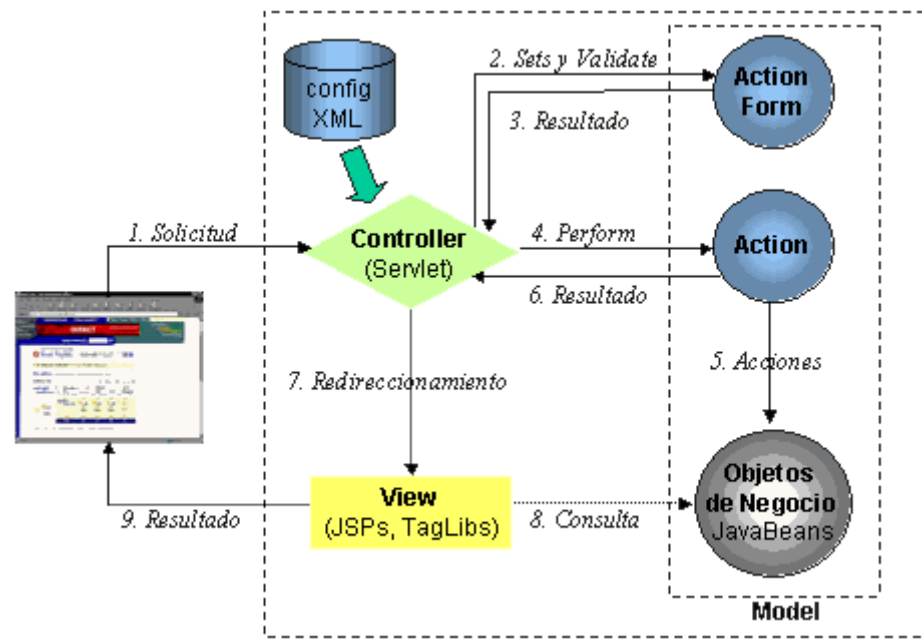 config
XML
2. Sets y Validate
Action
Form
3. Resultado
1. Solicitud
Controller
(Servlet)
4. Perform
Action
6. Resultado
5. Acciones
7. Redireccionamiento
View
(JSPs, TagLibs)
9. Resultado
8. Consulta
Objetos
de Negocio
JavaBeans
Model